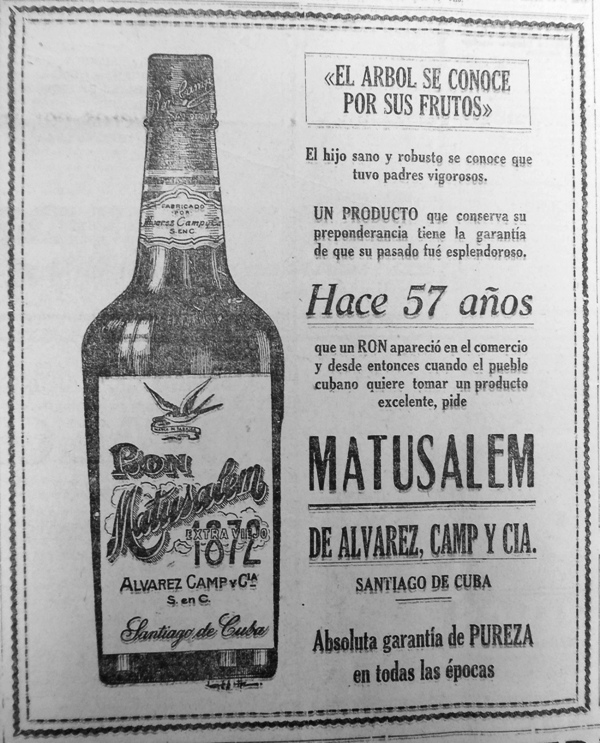 «EL ARBOL SE CONOCE
POR SUS FRUTOS»
El hijo sano y robusto se conoce que
tuvo padres vigorosos.
UN PRODUCTO que conserva su
preponderancia tiene la garantía
de que su pasado fué esplendoroso.
Hace 57 años
que un RON apareció en el comercio
y desde entonces cuando el pueblo
cubano quiere tomar un producto
excelente, pide
MATUSALEM
DE ALVAREZ, CAMP Y CIA.
SANTIAGO DE CUBA
Absoluta garantía de PUREZA
en todas las épocas
FABRICADO
POR
Alvarez Camp y Ca
S. EN C.
RON
Matusalem
EXTRA VIEJO
1872
ALVAREZ CAMP Y CIA
S. en C.
Santiago de Cuba